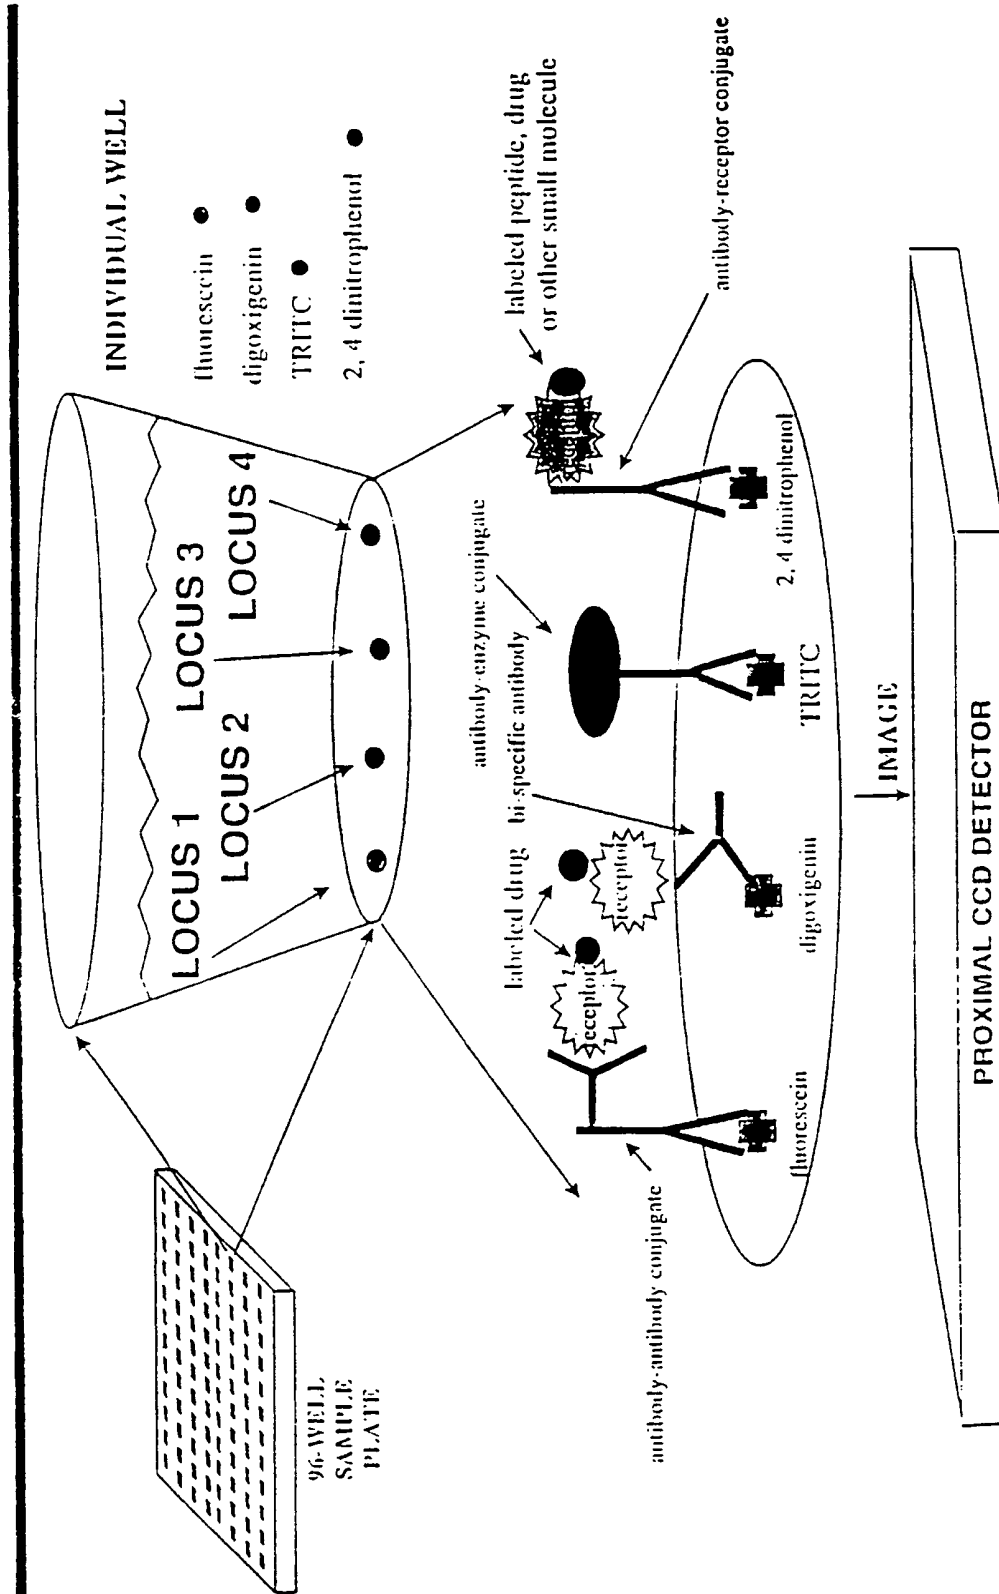 INDIVIDUAL WELL
fluorescein
digoxigenin
TRITC
2, 4 dinitrophenol
LOCUS 1
LOCUS 2
LOCUS 3
LOCUS 4
96-WELL
SAMPLE
PLATE
labeled peptide, drug
or other small molecule
antibody-receptor conjugate
antibody-enzyme conjugate
bi-specific antibody
labeled drug
receptor
receptor
antibody-antibody conjugate
fluorescein
digoxigenin
TRITC
2, 4 dinitrophenol
IMAGE
PROXIMAL CCD DETECTOR